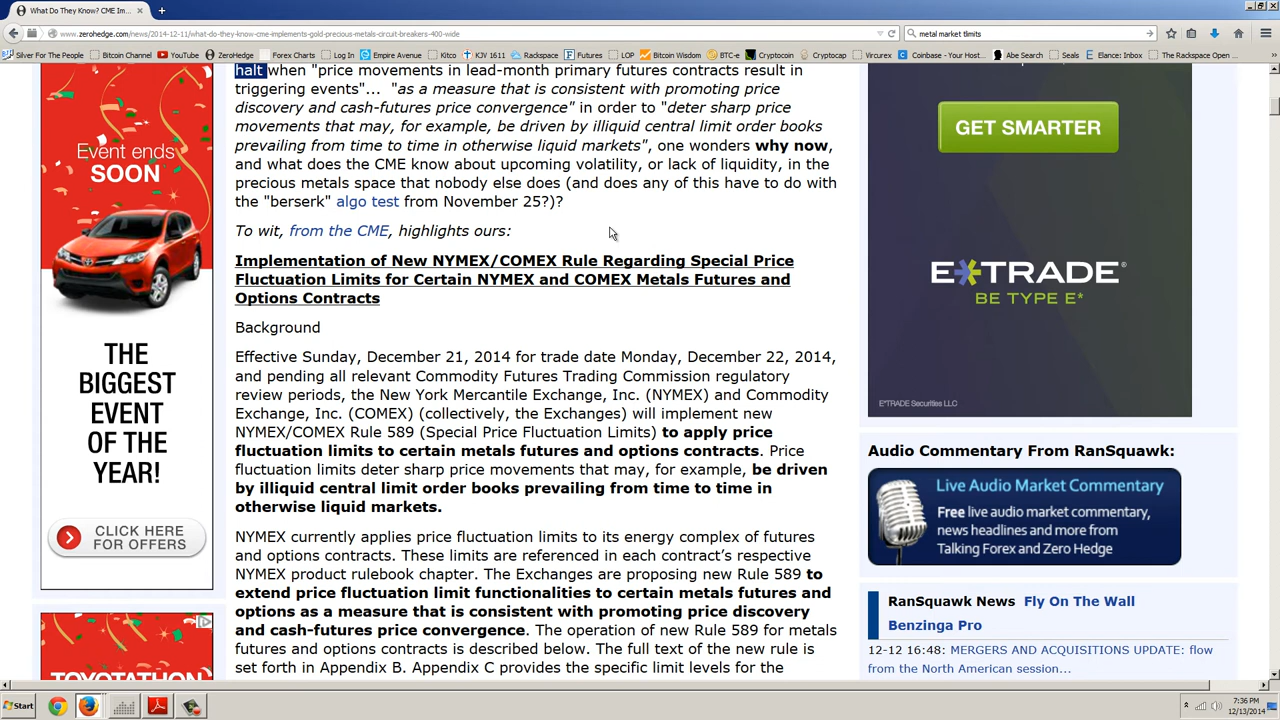 What Do They Know? CME Im...
www.zerohedge.com/news/2014-12-11/what-do-they-know-cme-implements-gold-precious-metals-circuit-breakers-400-wide
metal market tlmits
Silver For The People
Bitcoin Channel
YouTube
ZeroHedge
Forex Charts
Log In
Empire Avenue
KJV 1611
Radspace
Futures
LOP
Bitcoin Wisdom
BTC-e
Cryptocoin
Cryptocap
Vircurex
Coinbase - Your Host...
Abe Search
Seals
Elance: Inbox
The Rackspace Open ...
halt when "price movements in lead-month primary futures contracts result in
triggering events"... "as a measure that is consistent with promoting price
discovery and cash-futures price convergence" in order to "deter sharp price
movements that may, for example, be driven by illiquid central limit order books
prevailing from time to time in otherwise liquid markets", one wonders why now,
and what does the CME know about upcoming volatility, or lack of liquidity, in the
precious metals space that nobody else does (and does any of this have to do with
the "berserk" algo test from November 25?)?
To wit, from the CME, highlights ours:
Implementation of New NYMEX/COMEX Rule Regarding Special Price
Fluctuation Limits for Certain NYMEX and COMEX Metals Futures and
Options Contracts
Background
Effective Sunday, December 21, 2014 for trade date Monday, December 22, 2014,
and pending all relevant Commodity Futures Trading Commission regulatory
review periods, the New York Mercantile Exchange, Inc. (NYMEX) and Commodity
Exchange, Inc. (COMEX) (collectively, the Exchanges) will implement new
NYMEX/COMEX Rule 589 (Special Price Fluctuation Limits) to apply price
fluctuation limits to certain metals futures and options contracts. Price
fluctuation limits deter sharp price movements that may, for example, be driven
by illiquid central limit order books prevailing from time to time in
otherwise liquid markets.
NYMEX currently applies price fluctuation limits to its energy complex of futures
and options contracts. These limits are referenced in each contract's respective
NYMEX product rulebook chapter. The Exchanges are proposing new Rule 589 to
extend price fluctuation limit functionalities to certain metals futures and
options as a measure that is consistent with promoting price discovery
and cash-futures price convergence. The operation of new Rule 589 for metals
futures and options contracts is described below. The full text of the new rule is
set forth in Appendix B. Appendix C provides the specific limit levels for the
Event ends
SOON
THE
BIGGEST
EVENT
OF THE
YEAR!
CLICK HERE
FOR OFFERS
TOYOTATHON
GET SMARTER
E*TRADE®
BE TYPE E*
E*TRADE Securities LLC
Audio Commentary From RanSquawk:
Live Audio Market Commentary
Free live audio market commentary,
news headlines and more from
Talking Forex and Zero Hedge
RanSquawk News Fly On The Wall
Benzinga Pro
12-12 16:48: MERGERS AND ACQUISITIONS UPDATE: flow
from the North American session...
Start
7:36 PM
12/13/2014